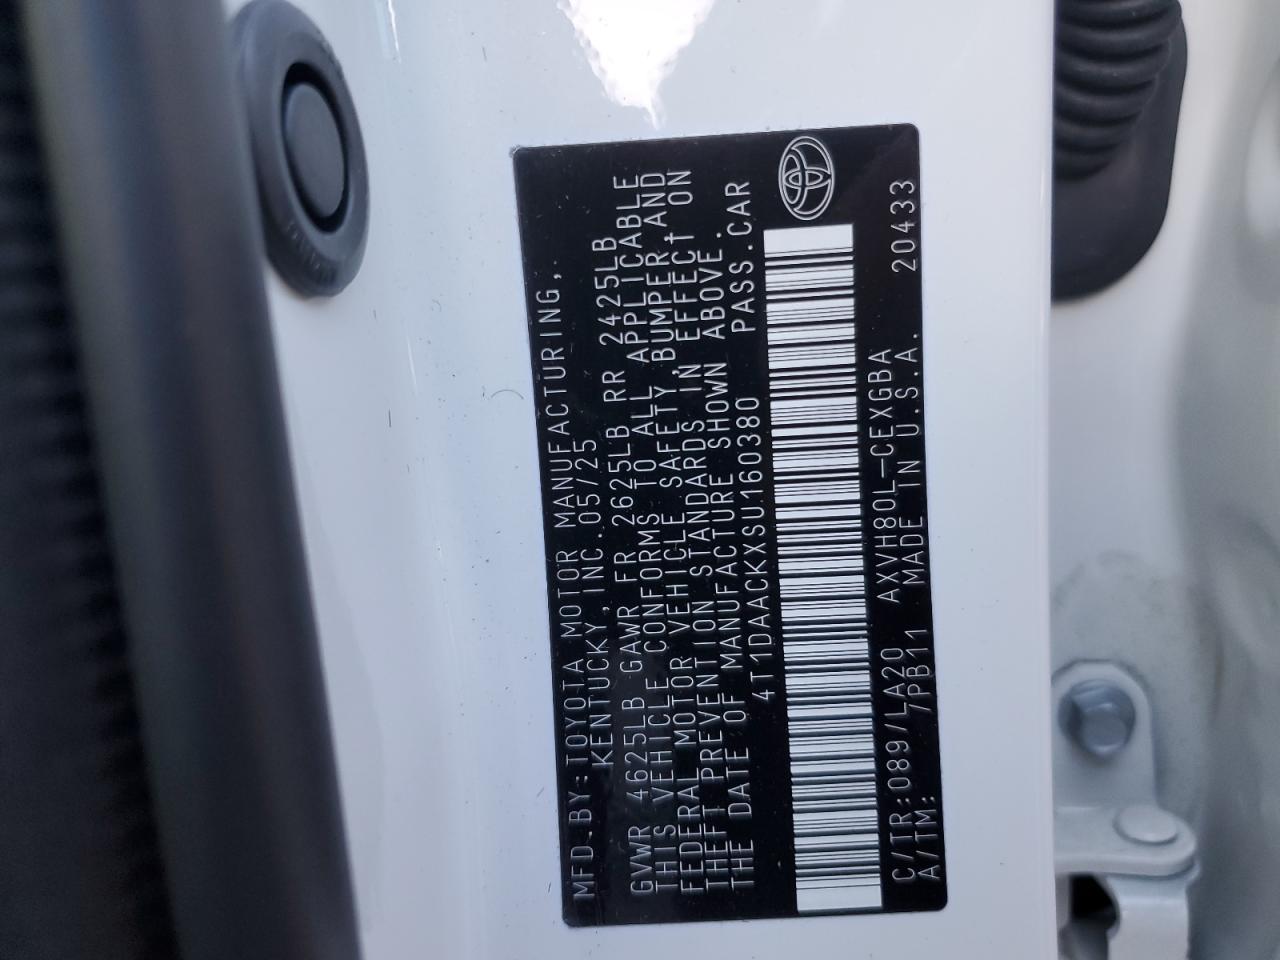 MFD.BY:TOYOTA MOTOR MANUFACTURING,
KENTUCKY, INC.05/25
GVWR 4625LB GAWR FR 2625LB RR 2425LB
THIS VEHICLE CONFORMS TO ALL APPLICABLE
FEDERAL MOTOR VEHICLE SAFETY,BUMPER,AND
THEFT PREVENTION STANDARDS IN EFFECT ON
THE DATE OF MANUFACTURE SHOWN ABOVE.
4T1DAACKXSU160380 PASS.CAR
C/TR:089/LA20 AXVH80L-CEXGBA 20433
A/TM: /PB11 MADE IN U.S.A.